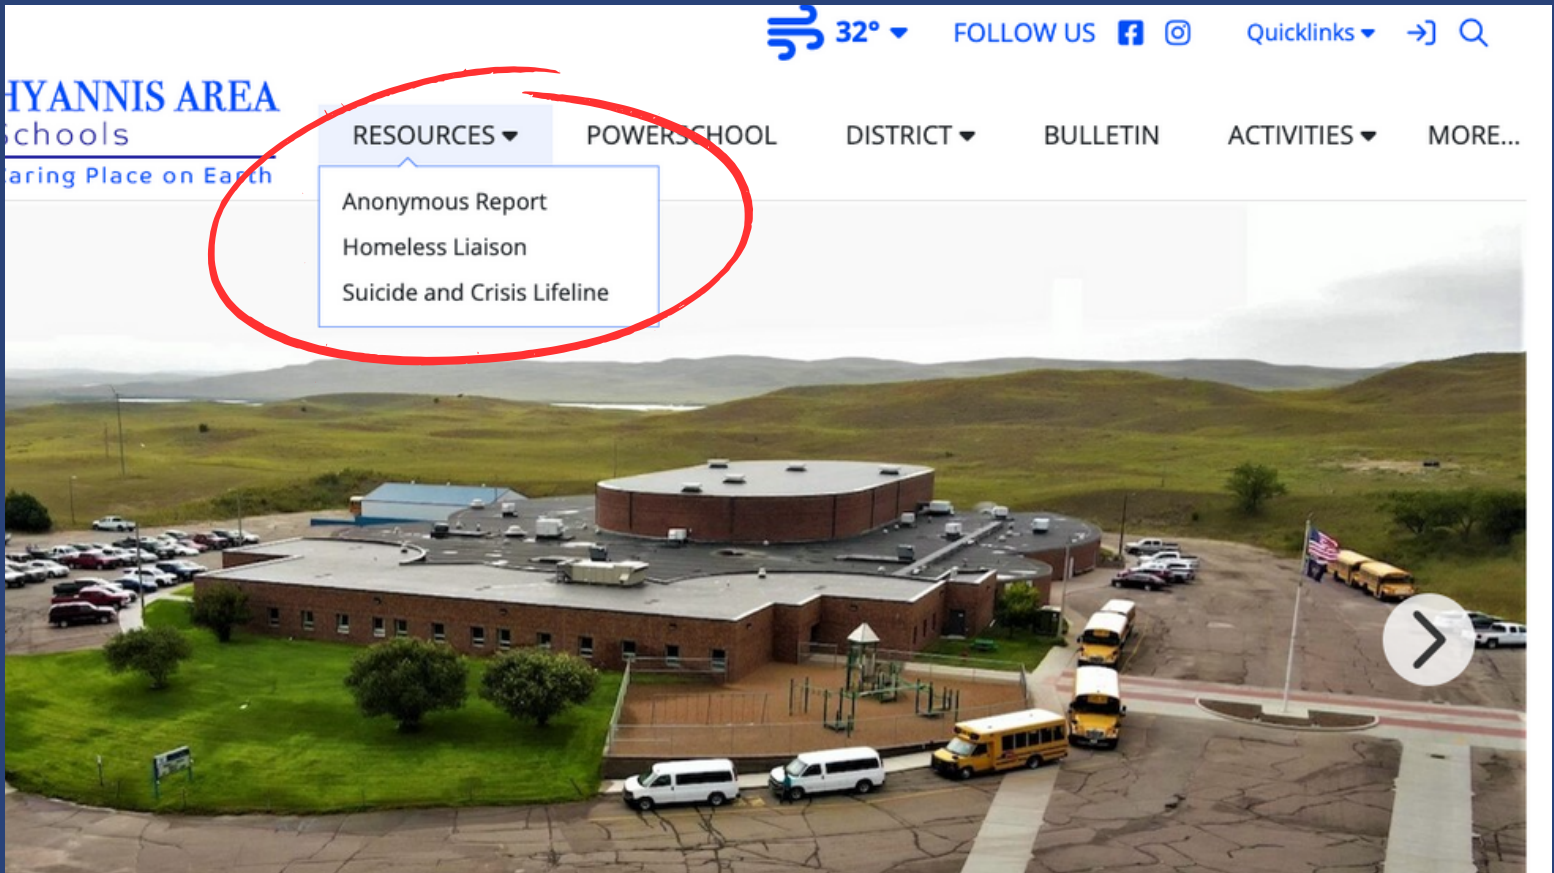 32°
FOLLOW US
Quicklinks
HYANNIS AREA
Schools
aring Place on Earth
RESOURCES
POWERSCHOOL
DISTRICT
BULLETIN
ACTIVITIES
MORE...
Anonymous Report
Homeless Liaison
Suicide and Crisis Lifeline